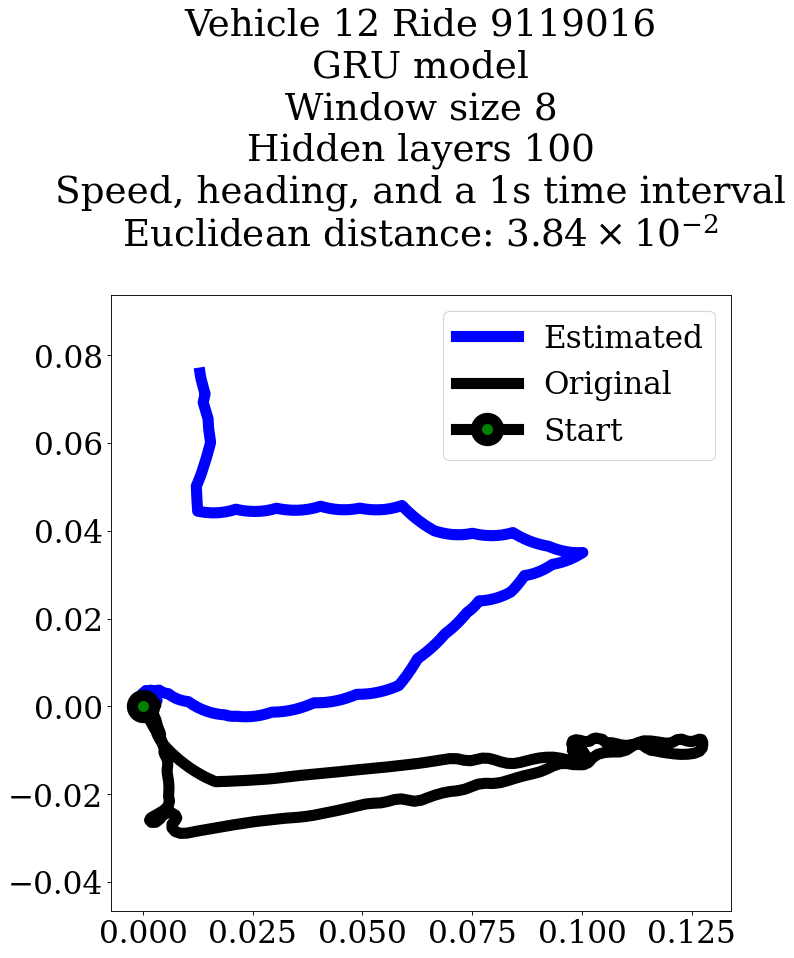 Vehicle 12 Ride 9119016
GRU model
Window size 8
Hidden layers 100
Speed, heading, and a 1s time interval
Euclidean distance: 3.84 × 10⁻²
Estimated
Original
Start
0.08
0.06
0.04
0.02
0.00
−0.02
−0.04
0.000 0.025 0.050 0.075 0.100 0.125